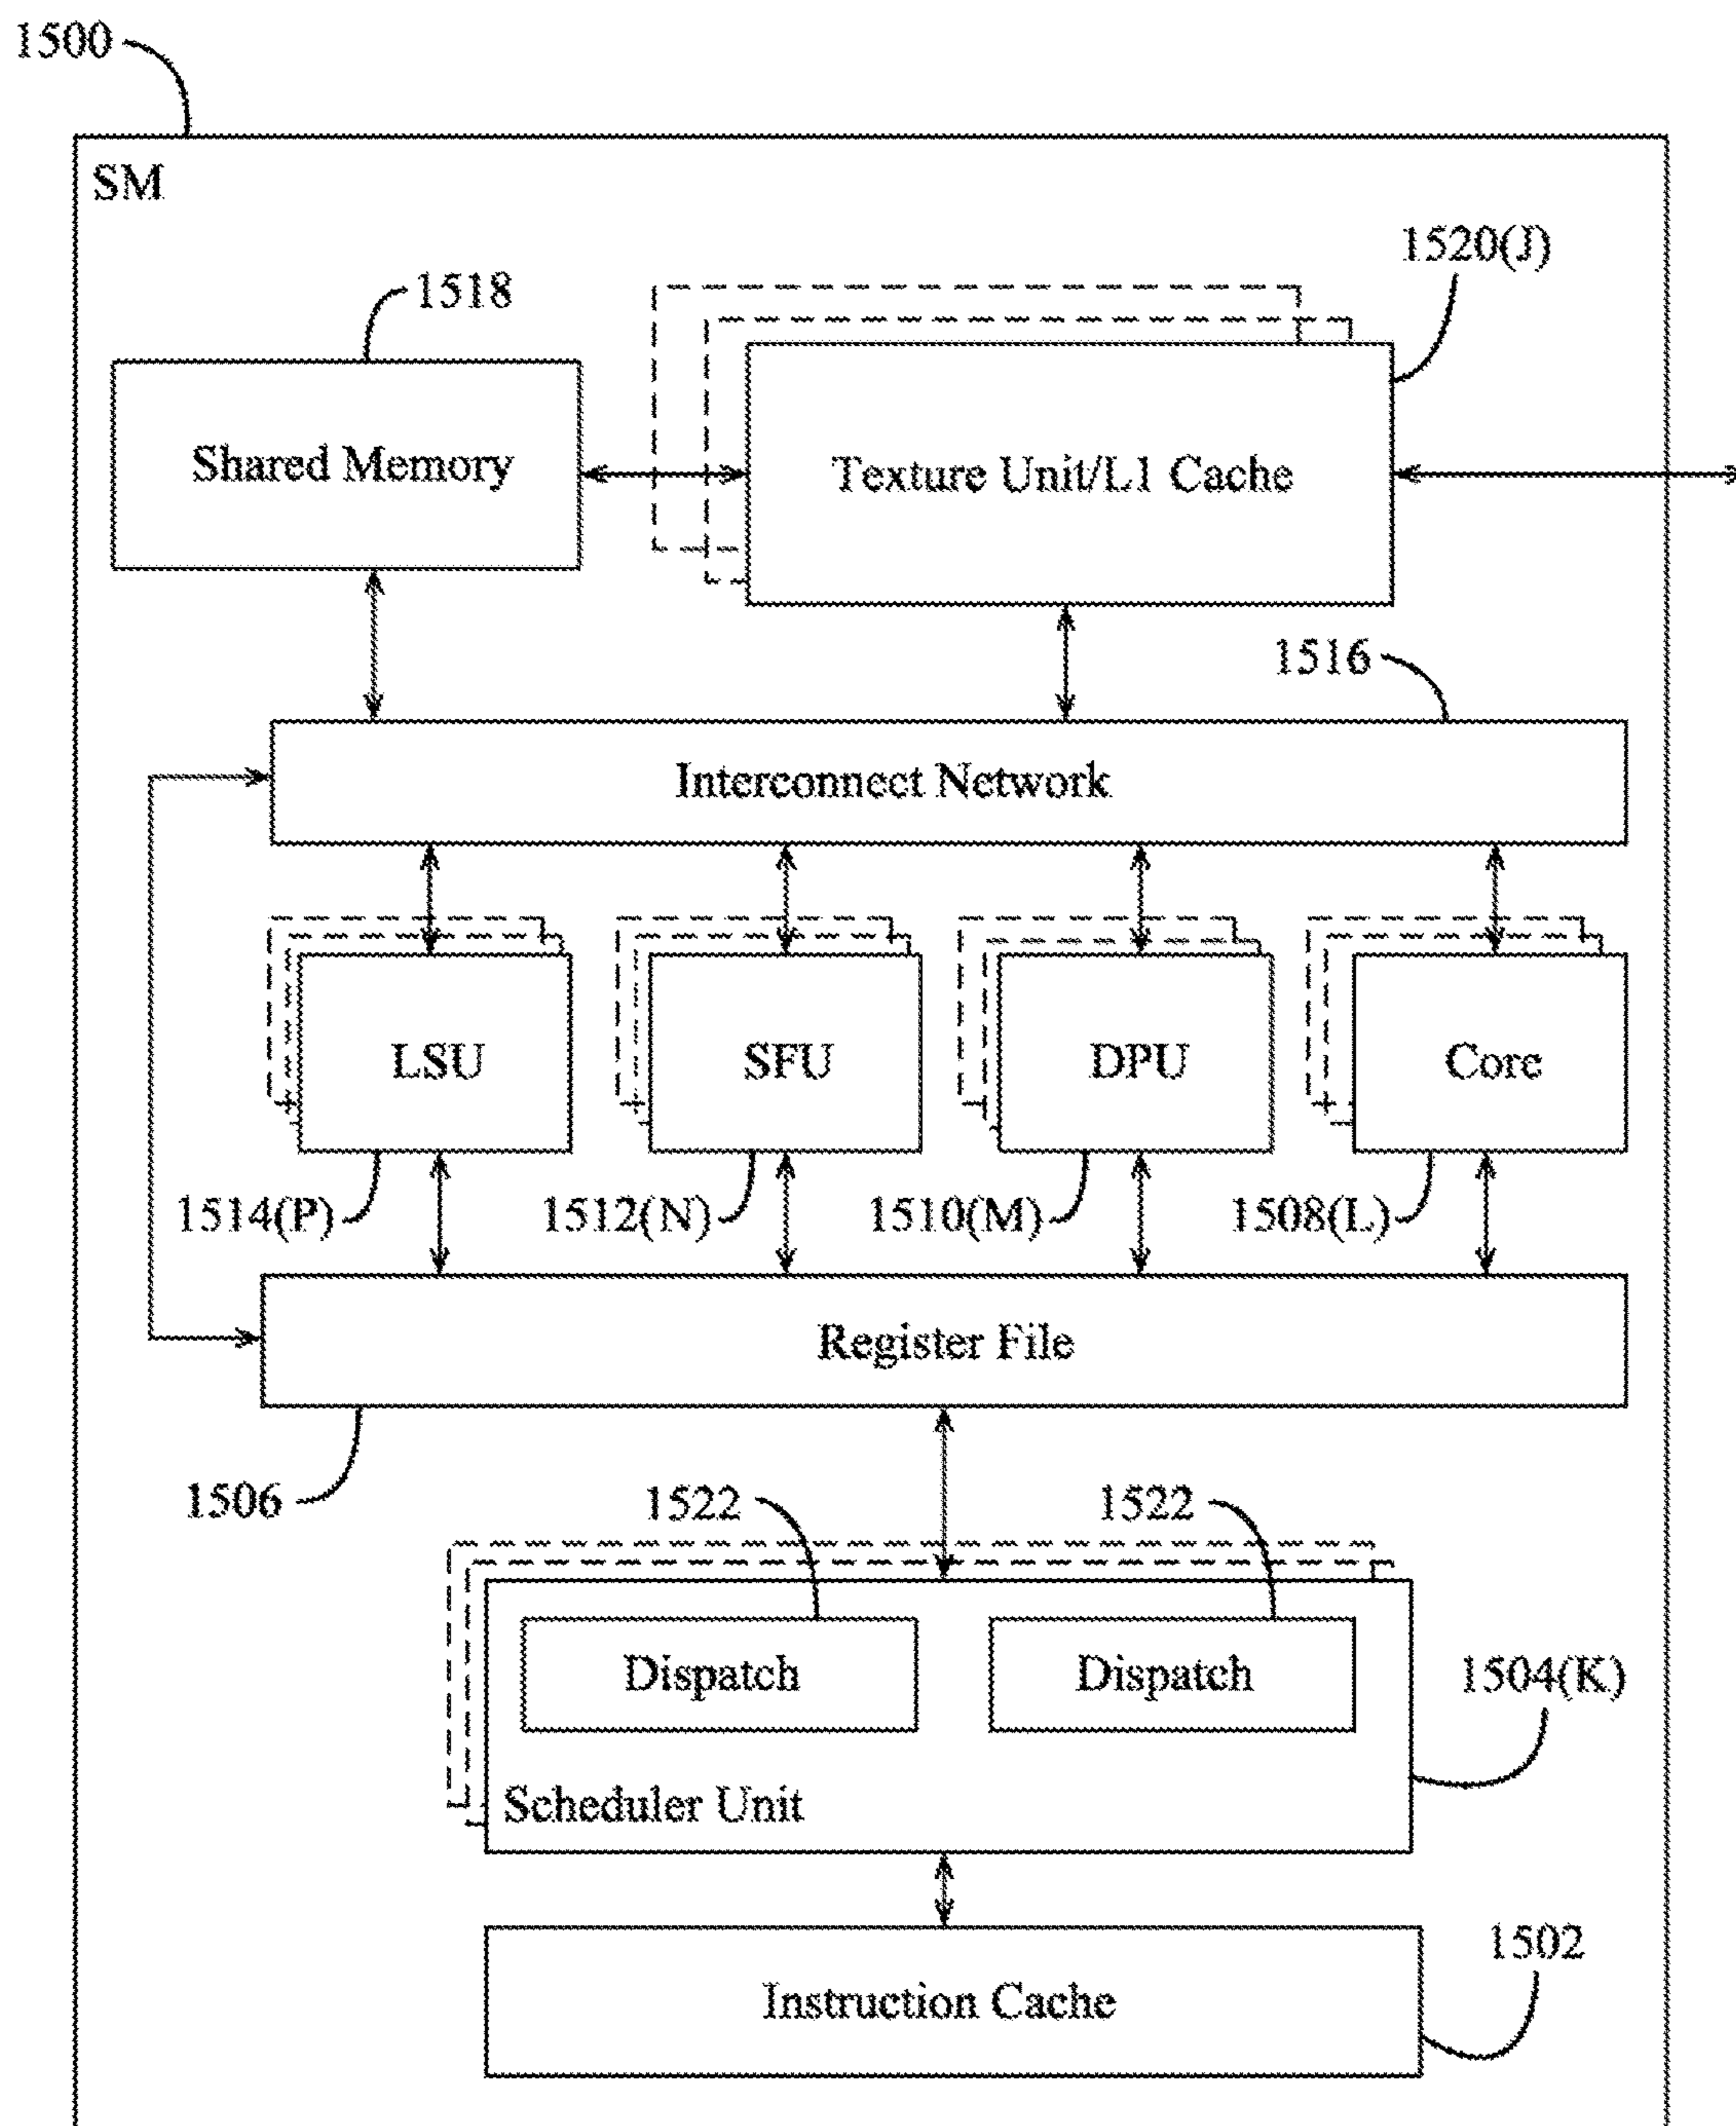 1500
SM
1520(J)
1518
Shared Memory
Texture Unit/L1 Cache
1516
Interconnect Network
LSU
SFU
DPU
Core
1514(P)
1512(N)
1510(M)
1508(L)
Register File
1506
1522
1522
Dispatch
Dispatch
1504(K)
Scheduler Unit
1502
Instruction Cache